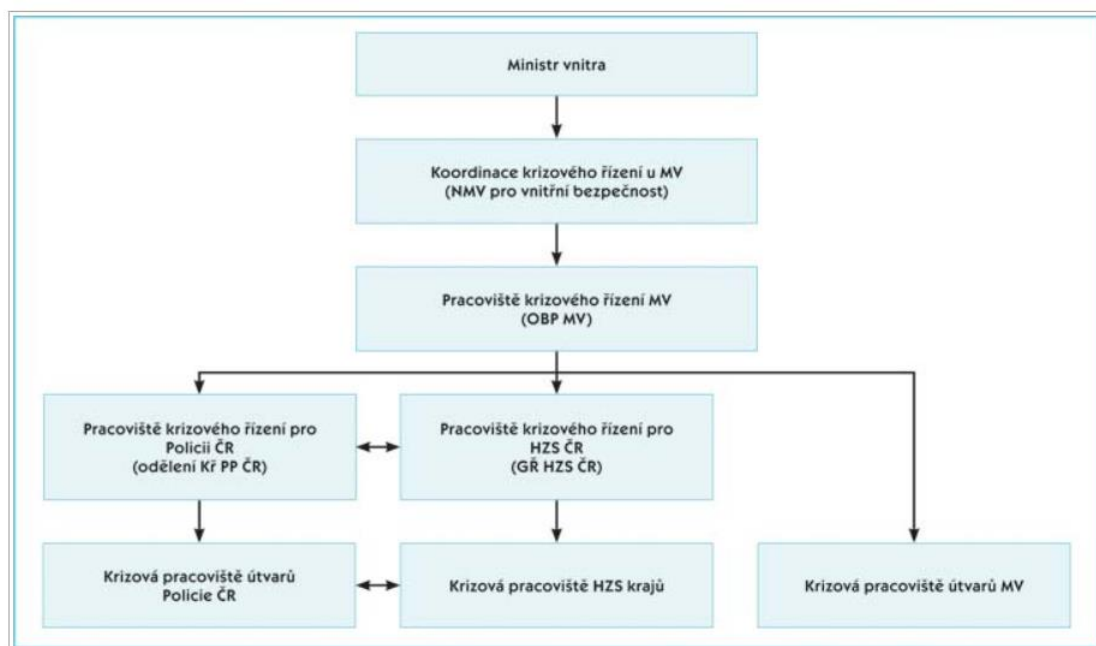 Ministr vnitra
Koordinace krizového řízení u MV
(NMV pro vnitřní bezpečnost)
Pracoviště krizového řízení MV
(OBP MV)
Pracoviště krizového řízení pro
Policii ČR
(odělení Kř PP ČR)
Pracoviště krizového řízení pro
HZS ČR
(GŘ HZS ČR)
Krizová pracoviště útvarů
Policie ČR
Krizová pracoviště HZS krajů
Krizová pracoviště útvarů MV